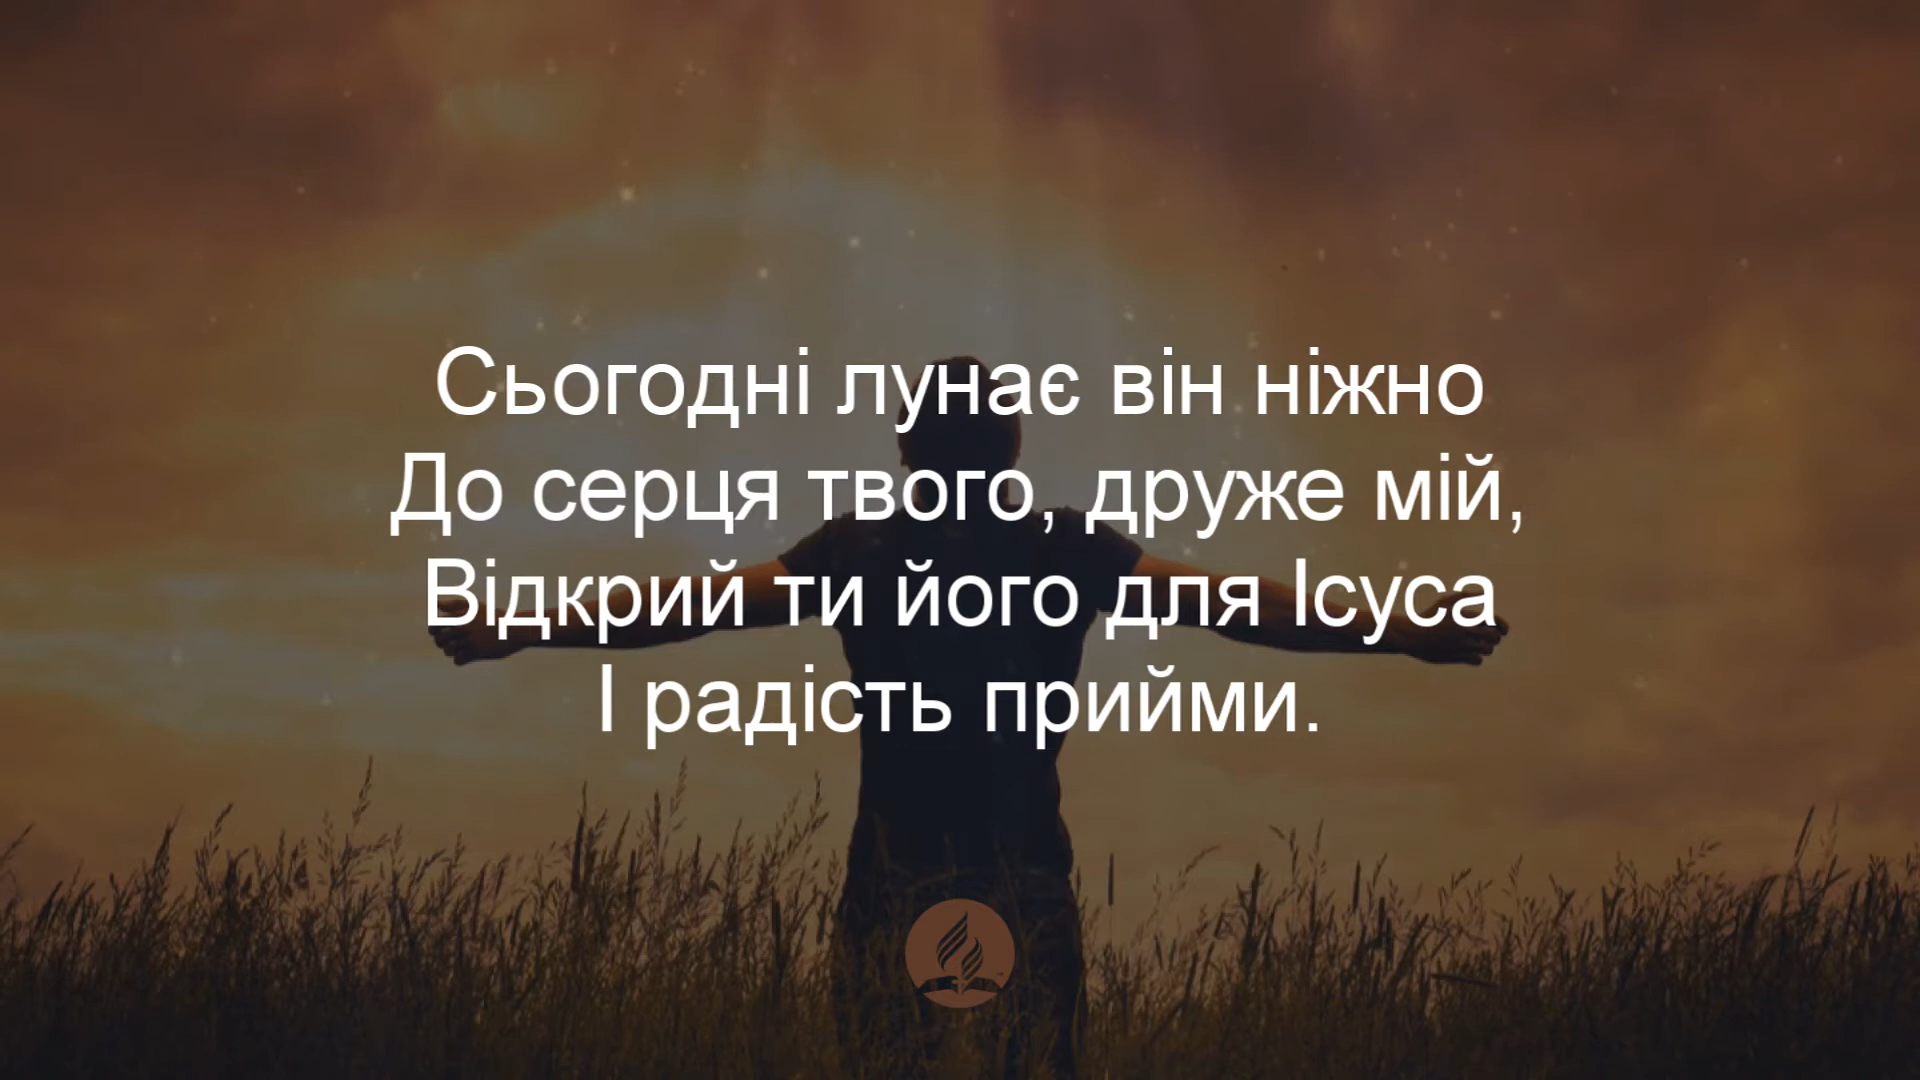 Сьогодні лунає він ніжно
До серця твого, друже мій,
Відкрий ти його для Ісуса
І радість прийми.